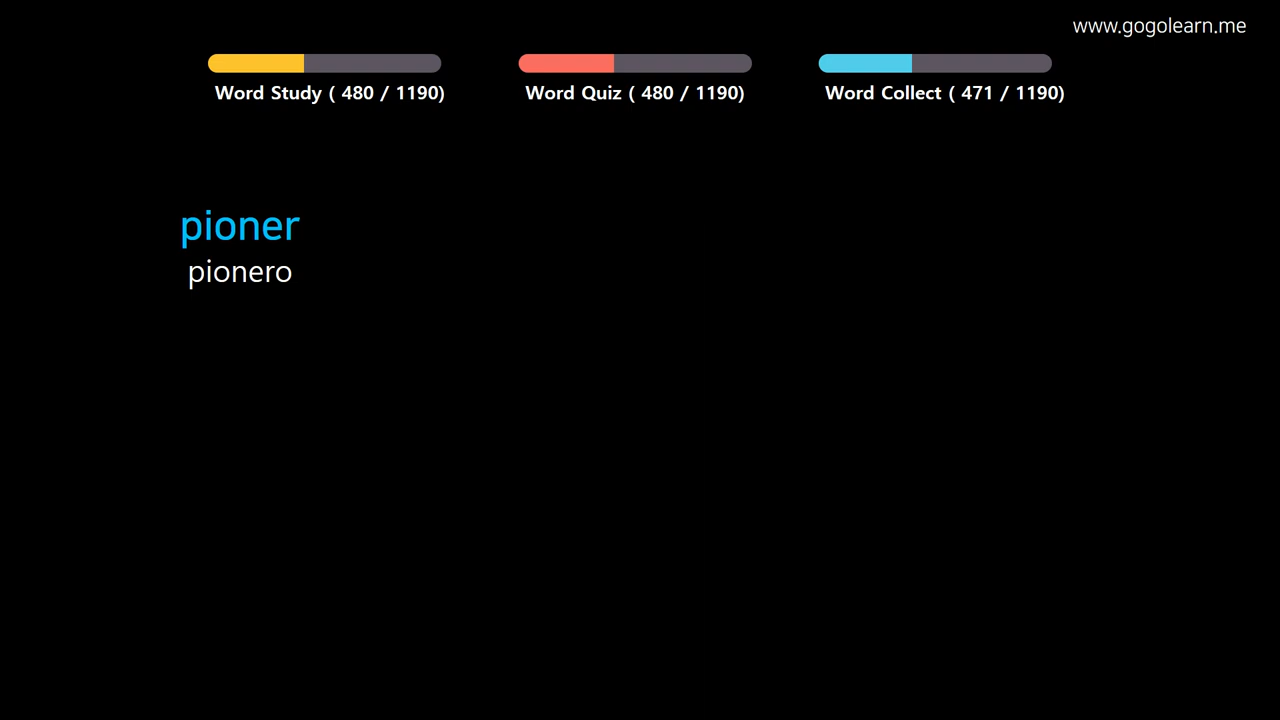 www.gogolearn.me
Word Study ( 480 / 1190)
Word Quiz ( 480 / 1190)
Word Collect ( 471 / 1190)
pioner
pionero